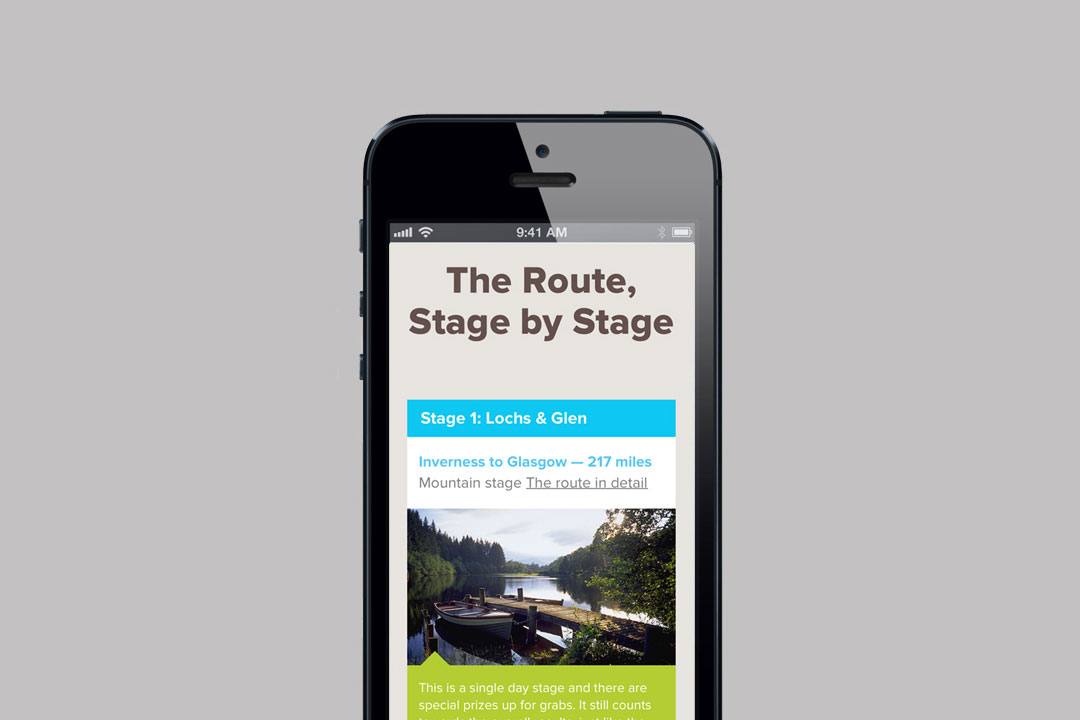 9:41 AM
The Route,
Stage by Stage
Stage 1: Lochs & Glen
Inverness to Glasgow — 217 miles
Mountain stage The route in detail
This is a single day stage and there are
special prizes up for grabs. It still counts